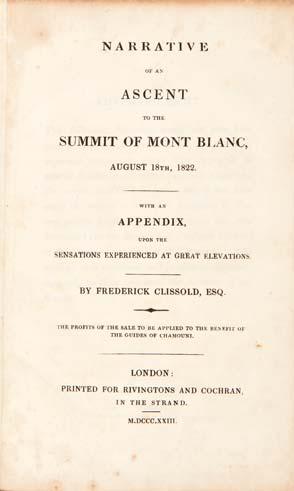 NARRATIVE
OF AN
ASCENT
TO THE
SUMMIT OF MONT BLANC,
AUGUST 18TH, 1822.
WITH AN
APPENDIX,
UPON THE
SENSATIONS EXPERIENCED AT GREAT ELEVATIONS.
BY FREDERICK CLISSOLD, ESQ.
THE PROFITS OF THE SALE TO BE APPLIED TO THE BENEFIT OF
THE GUIDES OF CHAMOUNI.
LONDON:
PRINTED FOR RIVINGTONS AND COCHRAN,
IN THE STRAND.
M.DCCC.XXIII.